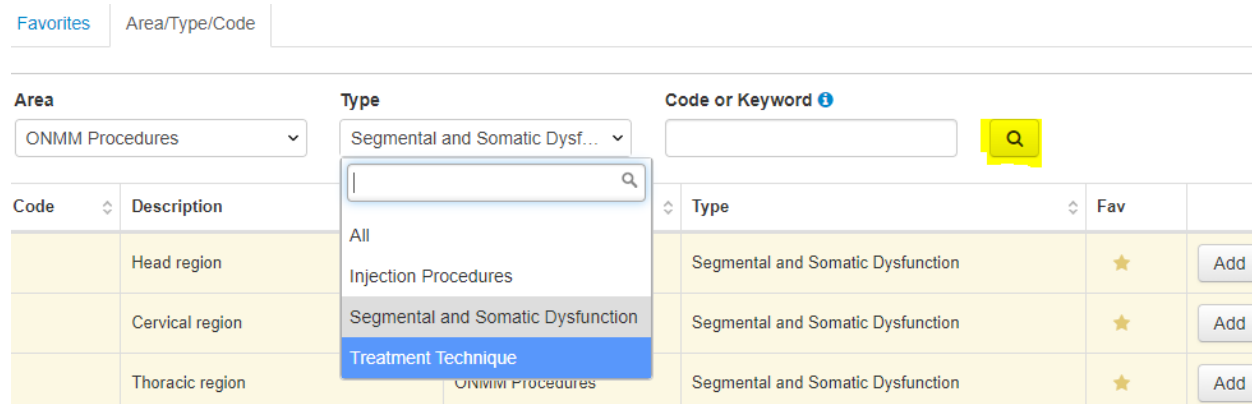 Favorites Area/Type/Code
Area Type Code or Keyword
ONMM Procedures Segmental and Somatic Dysf...
Code Description Type Fav
All
Head region Segmental and Somatic Dysfunction Add
Injection Procedures
Segmental and Somatic Dysfunction
Cervical region Segmental and Somatic Dysfunction Add
Treatment Technique
Thoracic region ONMM Procedures Segmental and Somatic Dysfunction Add